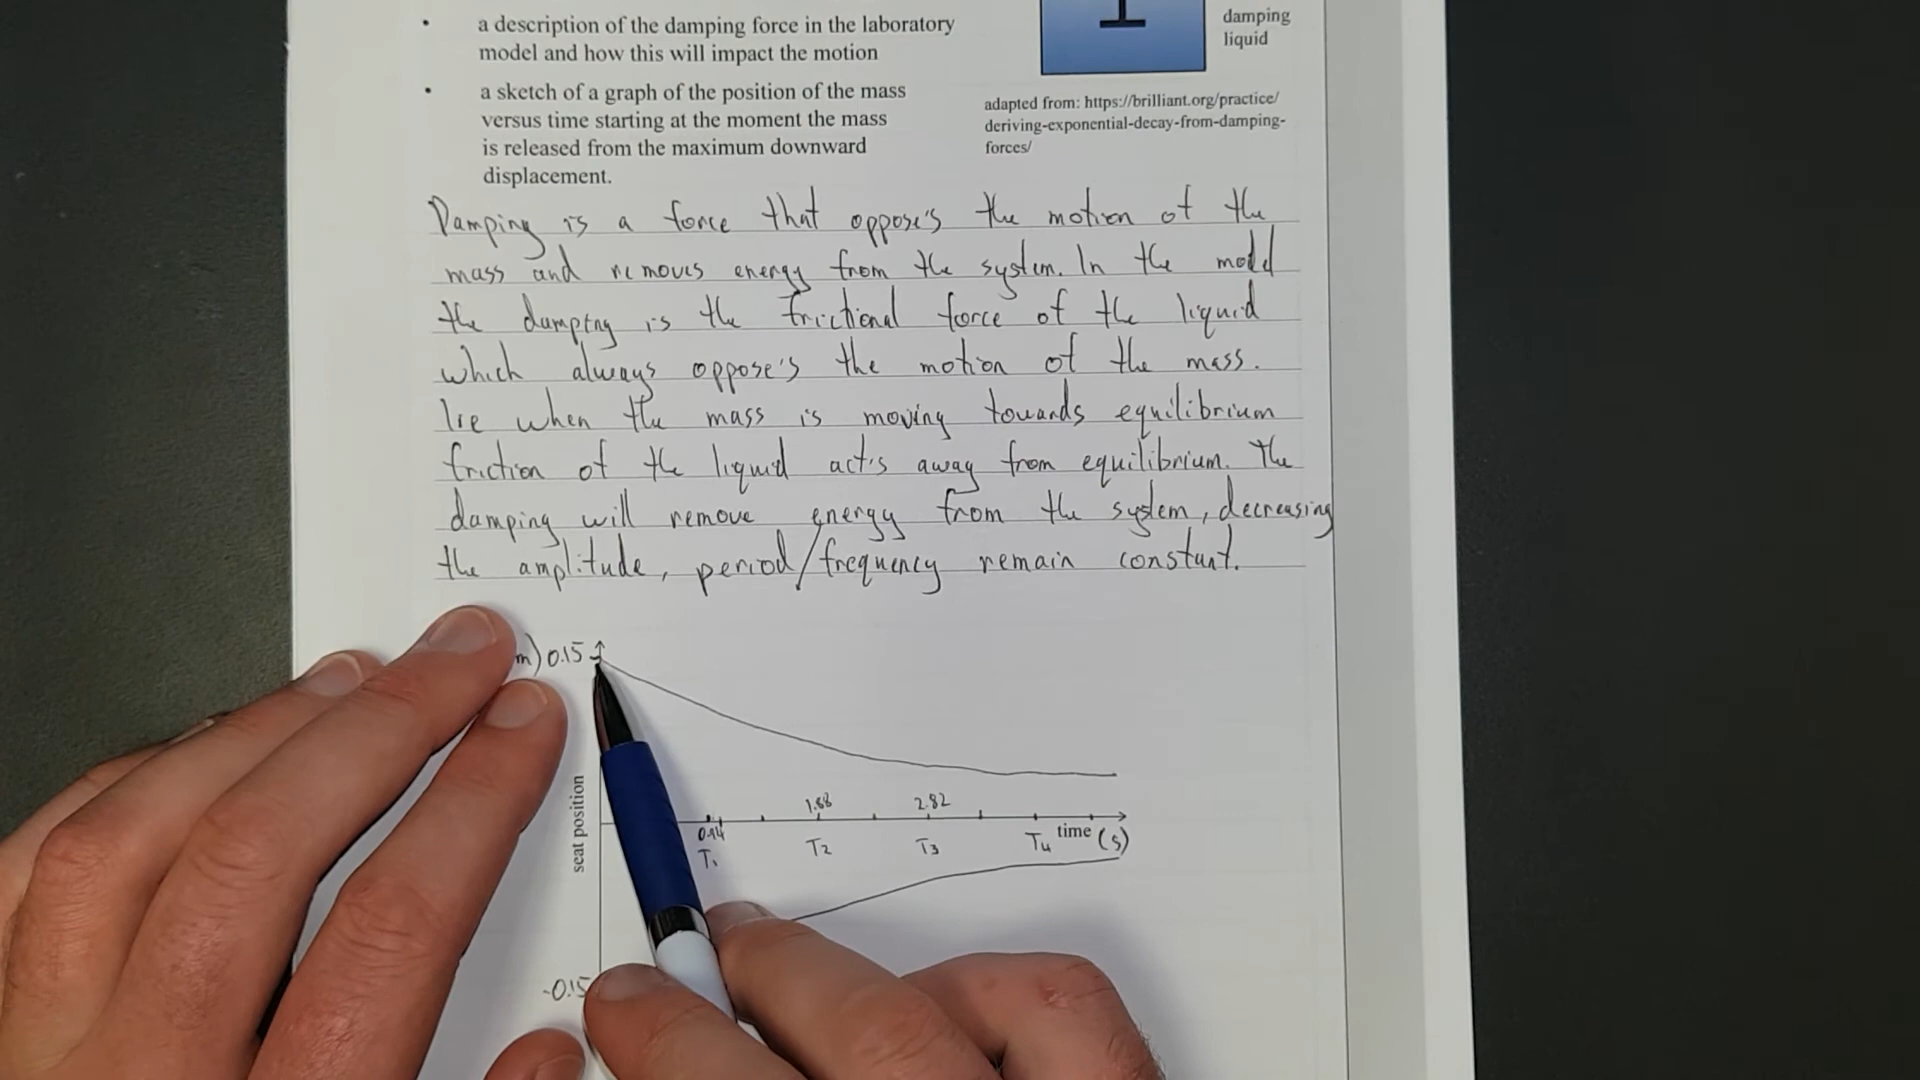 • a description of the damping force in the laboratory
model and how this will impact the motion
• a sketch of a graph of the position of the mass
versus time starting at the moment the mass
is released from the maximum downward
displacement.
damping
liquid
adapted from: https://brilliant.org/practice/
deriving-exponential-decay-from-damping-
forces/
Damping is a force that oppose's the motion of the
mass and removes energy from the system. In the model
the damping is the frictional force of the liquid
which always oppose's the motion of the mass.
Ie when the mass is moving towards equilibrium
friction of the liquid act's away from equilibrium. The
damping will remove energy from the system, decreasing
the amplitude, period/frequency remain constant.
m) 0.15
seat position
1.88 2.82
0.94
T1 T2 T3 T4 time (s)
-0.15